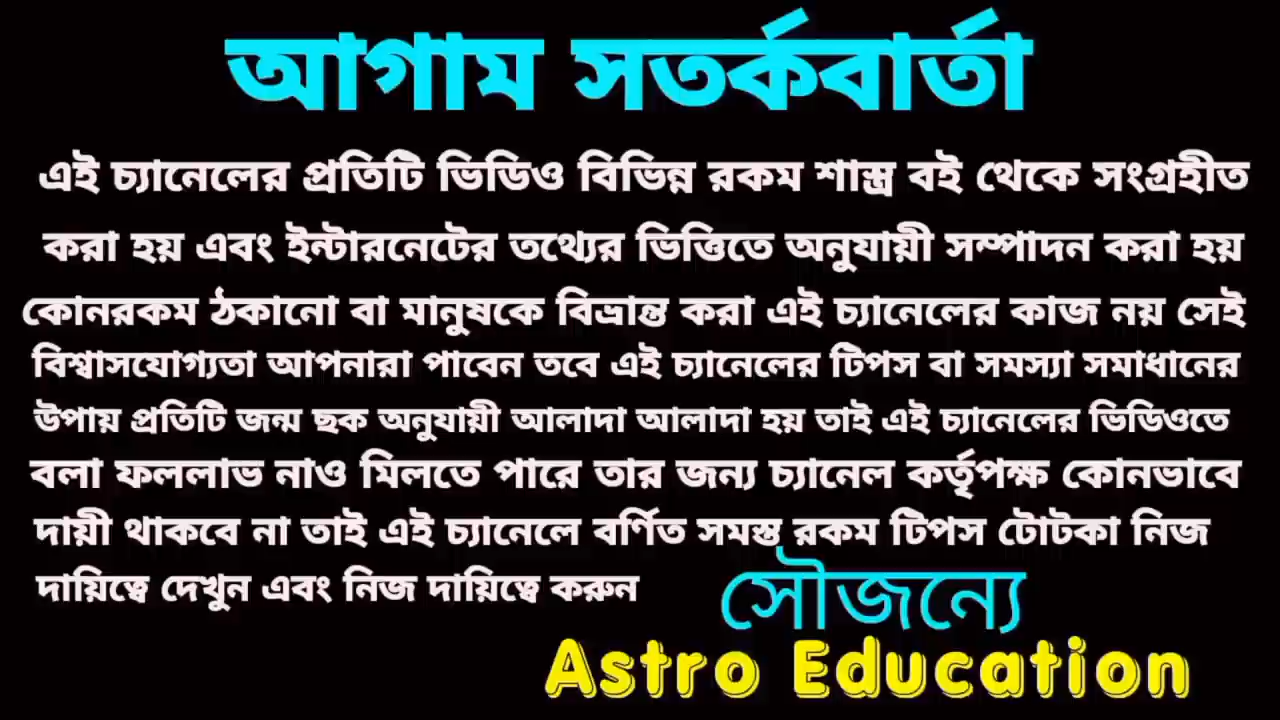 আগাম সতর্কবার্তা
এই চ্যানেলের প্রতিটি ভিডিও বিভিন্ন রকম শাস্ত্র বই থেকে সংগ্রহীত
করা হয় এবং ইন্টারনেটের তথ্যের ভিত্তিতে অনুযায়ী সম্পাদন করা হয়
কোনরকম ঠকানো বা মানুষকে বিভ্রান্ত করা এই চ্যানেলের কাজ নয় সেই
বিশ্বাসযোগ্যতা আপনারা পাবেন তবে এই চ্যানেলের টিপস বা সমস্যা সমাধানের
উপায় প্রতিটি জন্ম ছক অনুযায়ী আলাদা আলাদা হয় তাই এই চ্যানেলের ভিডিওতে
বলা ফললাভ নাও মিলতে পারে তার জন্য চ্যানেল কর্তৃপক্ষ কোনভাবে
দায়ী থাকবে না তাই এই চ্যানেলে বর্ণিত সমস্ত রকম টিপস টোটকা নিজ
দায়িত্বে দেখুন এবং নিজ দায়িত্বে করুন
সৌজন্যে
Astro Education